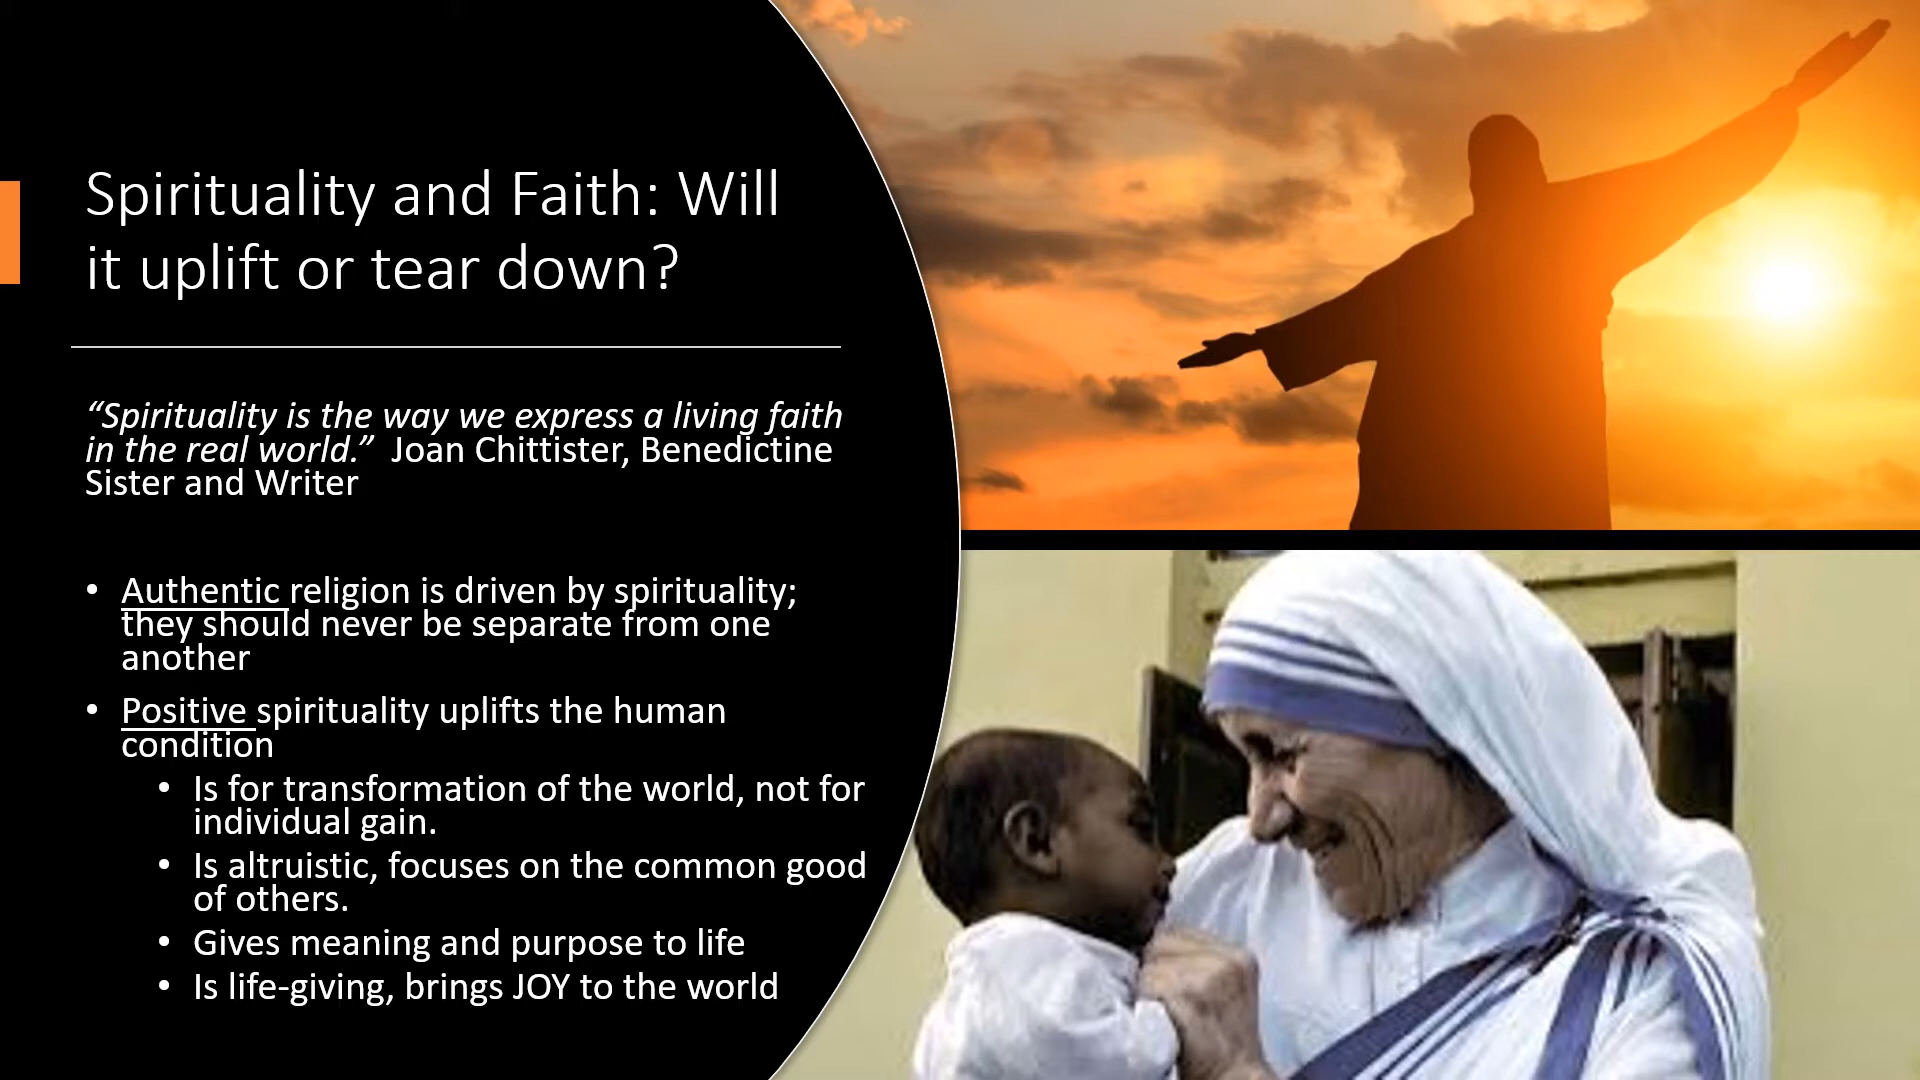 Spirituality and Faith: Will
it uplift or tear down?
“Spirituality is the way we express a living faith
in the real world.” Joan Chittister, Benedictine
Sister and Writer
• Authentic religion is driven by spirituality;
they should never be separate from one
another
• Positive spirituality uplifts the human
condition
• Is for transformation of the world, not for
individual gain.
• Is altruistic, focuses on the common good
of others.
• Gives meaning and purpose to life
• Is life-giving, brings JOY to the world